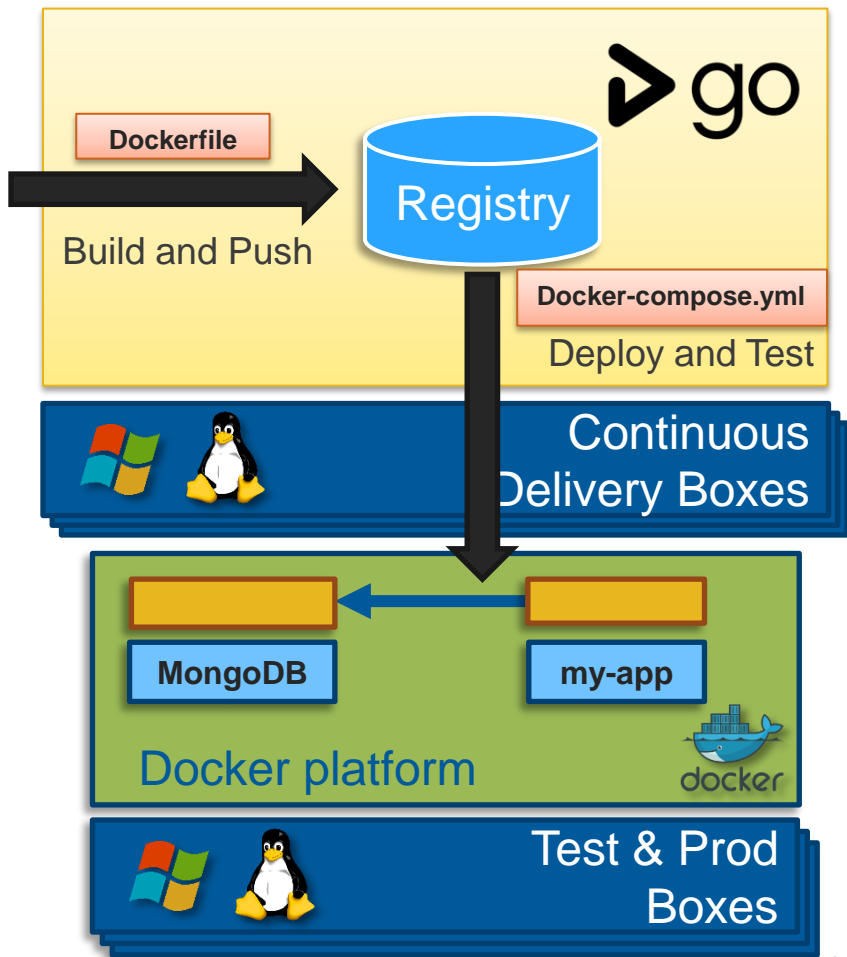 go
Dockerfile
Registry
Build and Push
Docker-compose.yml
Deploy and Test
Continuous
Delivery Boxes
MongoDB
my-app
Docker platform
docker
Test & Prod
Boxes